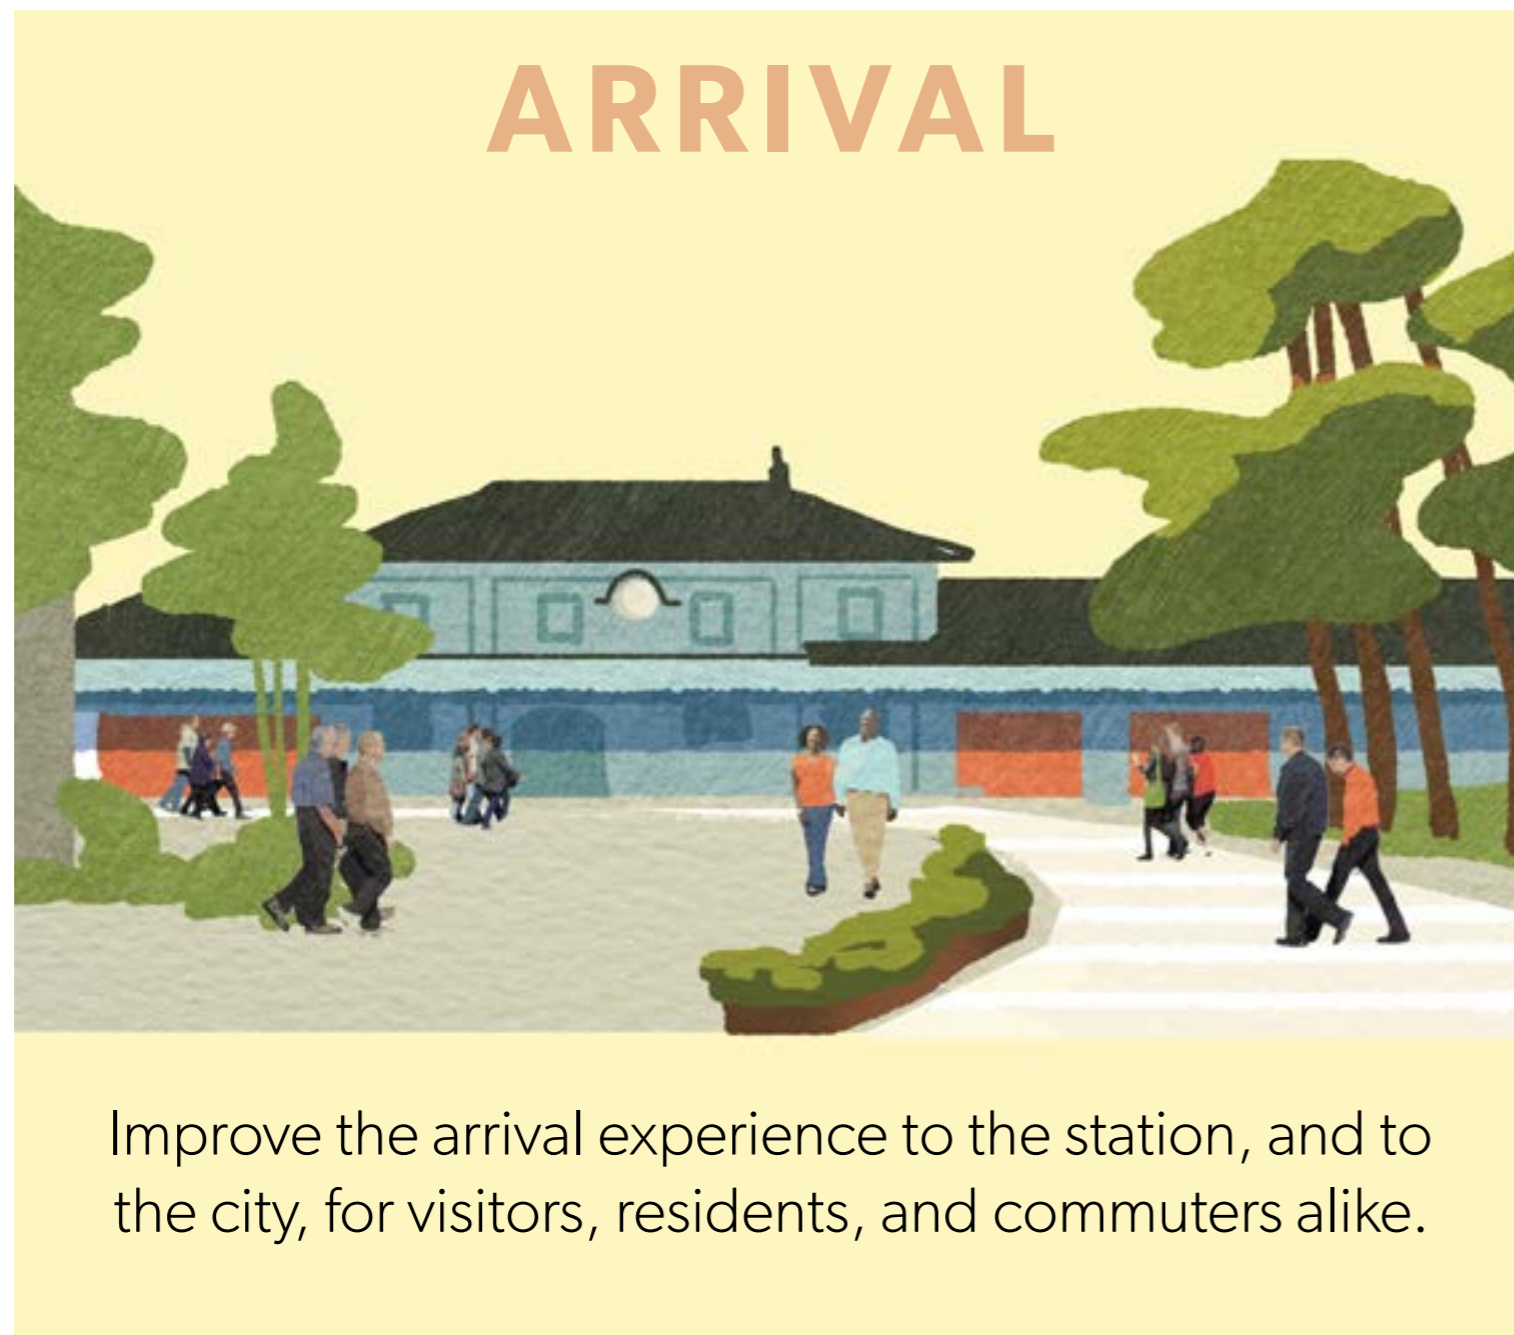 ARRIVAL
Improve the arrival experience to the station, and to
the city, for visitors, residents, and commuters alike.